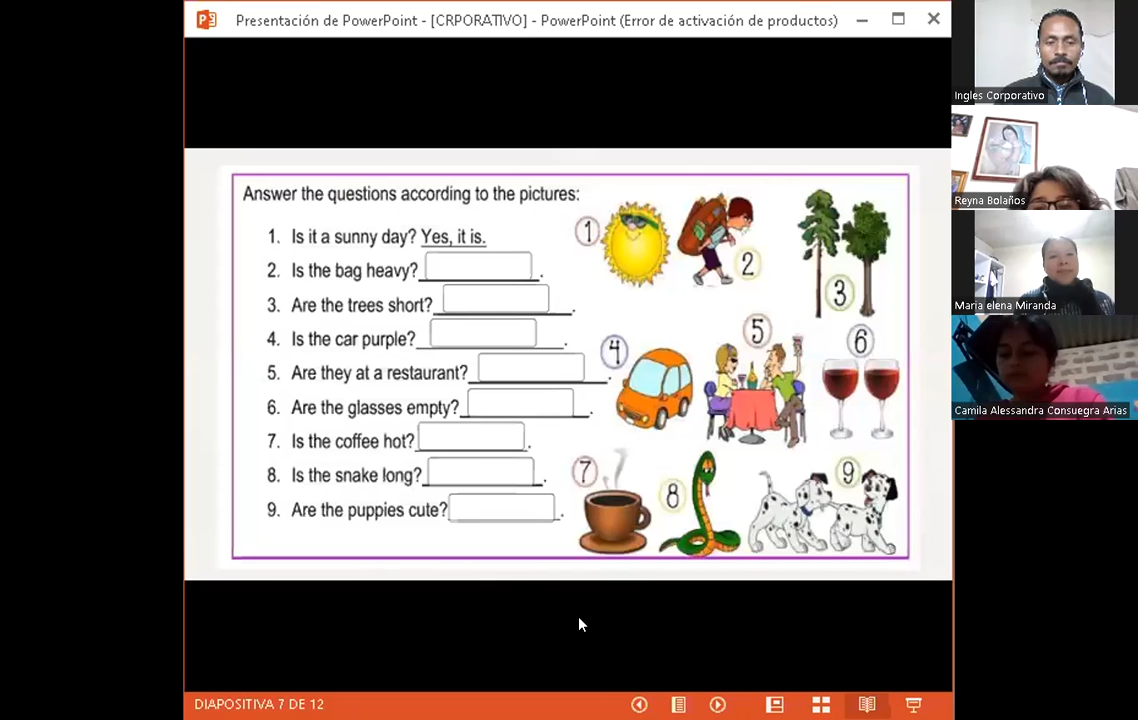 Presentación de PowerPoint - [CRPORATIVO] - PowerPoint (Error de activación de productos)
Ingles Corporativo
Reyna Bolaños
Maria elena Miranda
Camila Alessandra Consuegra Arias
Answer the questions according to the pictures:
1. Is it a sunny day? Yes, it is.
2. Is the bag heavy? .
3. Are the trees short? .
4. Is the car purple? .
5. Are they at a restaurant? .
6. Are the glasses empty? .
7. Is the coffee hot? .
8. Is the snake long? .
9. Are the puppies cute? .
1
2
3
4
5
6
7
8
9
DIAPOSITIVA 7 DE 12